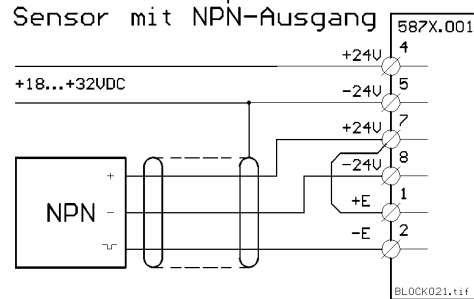 Sensor mit NPN-Ausgang
587X.001
+24V 4
+18...+32VDC
-24V 5
+24V 7
-24V 8
+
NPN -
+E 1
-E 2
BLOCK021.tif